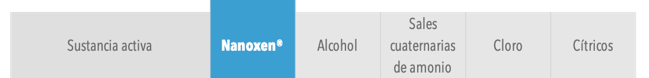 Sustancia activa
Nanoxen®
Alcohol
Sales
cuaternarias
de amonio
Cloro
Cítricos